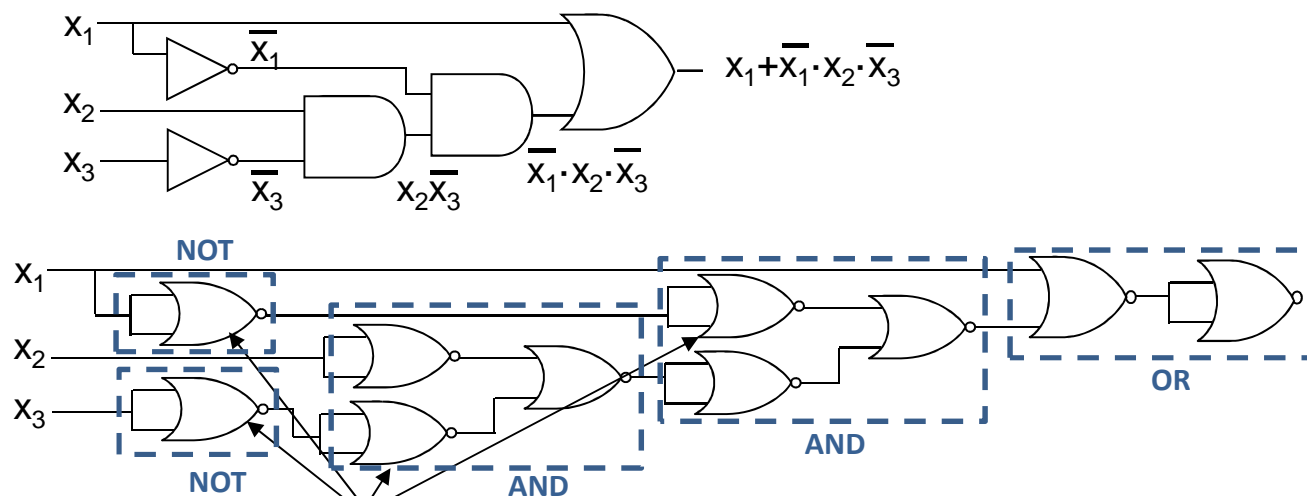 x₁
x̅₁
x₁+x̅₁·x₂·x̅₃
x₂
x₃
x̅₃
x₂x̅₃
x̅₁·x₂·x̅₃
NOT
x₁
x₂
x₃
OR
AND
NOT
AND